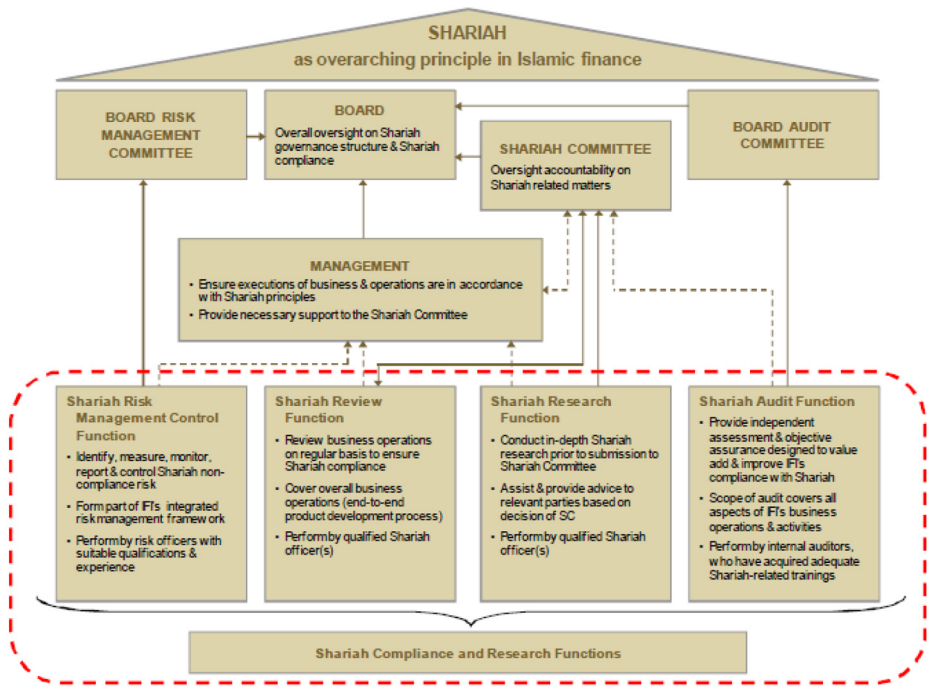 SHARIAH
as overarching principle in Islamic finance
BOARD RISK
MANAGEMENT
COMMITTEE
BOARD
Overall oversight on Shariah
governance structure & Shariah
compliance
SHARIAH COMMITTEE
Oversight accountability on
Shariah related matters
BOARD AUDIT
COMMITTEE
MANAGEMENT
• Ensure executions of business & operations are in accordance
with Shariah principles
• Provide necessary support to the Shariah Committee
Shariah Risk
Management Control
Function
• Identify, measure, monitor,
report & control Shariah non-
compliance risk
• Form part of IFI's integrated
risk management framework
• Perform by risk officers with
suitable qualifications &
experience
Shariah Review
Function
• Review business operations
on regular basis to ensure
Shariah compliance
• Cover overall business
operations (end-to-end
product development process)
• Perform by qualified Shariah
officer(s)
Shariah Research
Function
• Conduct in-depth Shariah
research prior to submission to
Shariah Committee
• Assist & provide advice to
relevant parties based on
decision of SC
• Perform by qualified Shariah
officer(s)
Shariah Audit Function
• Provide independent
assessment & objective
assurance designed to value
add & improve IFI's
compliance with Shariah
• Scope of audit covers all
aspects of IFI's business
operations & activities
• Perform by internal auditors,
who have acquired adequate
Shariah-related trainings
Shariah Compliance and Research Functions